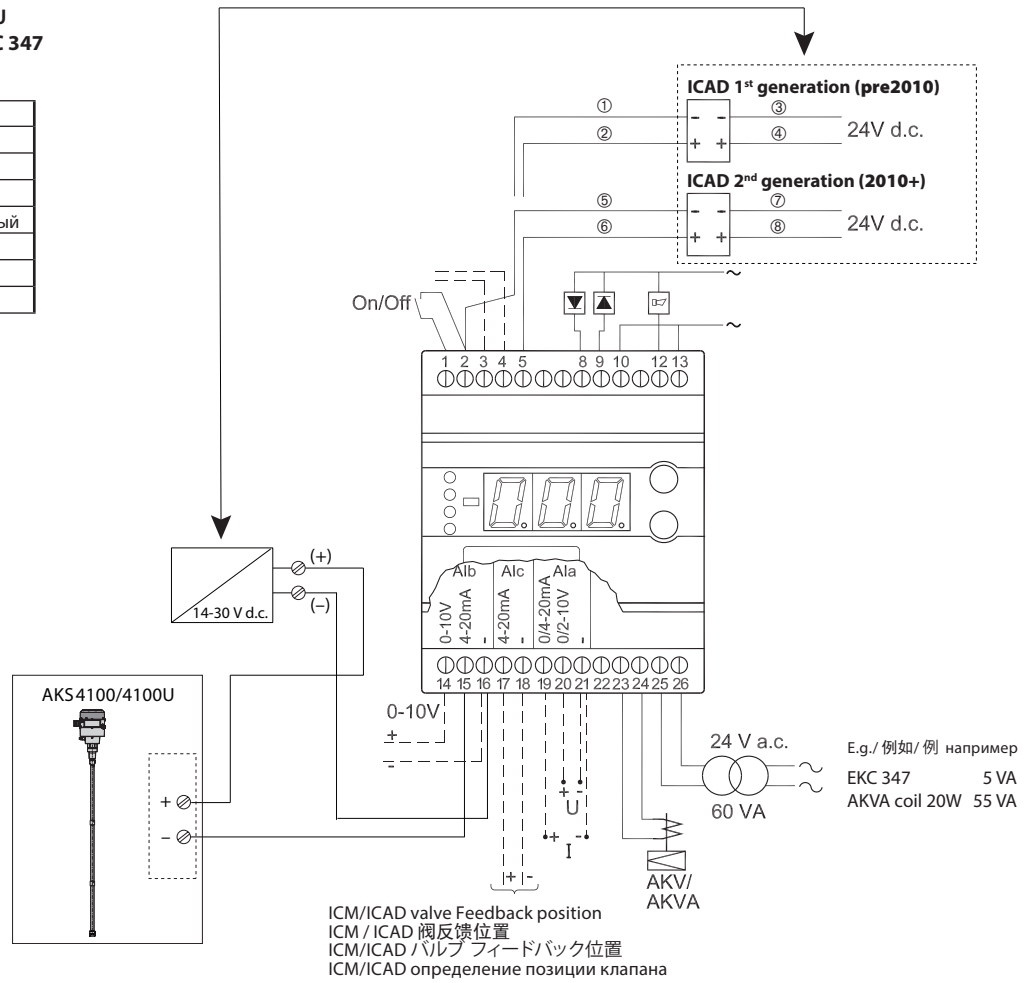 U
C 347
ый
ICAD 1st generation (pre2010)
① ③
- -
24V d.c.
② ④
+ +
ICAD 2nd generation (2010+)
⑤ ⑦
- -
24V d.c.
⑥ ⑧
+ +
~
On/Off
~
1 2 3 4 5 8 9 10 12 13
0.0.0.
(+)
(–)
14-30 V d.c.
AIb AIc AIa
0-10V
4-20mA
-
4-20mA
-
0/4-20mA
0/2-10V
-
14 15 16 17 18 19 20 21 22 23 24 25 26
AKS 4100/4100U
+
–
0-10V
+
-
+ -
U
+ -
I
+ -
24 V a.c.
60 VA
AKV/
AKVA
E.g./ 例如/ 例 например
EKC 347 5 VA
AKVA coil 20W 55 VA
ICM/ICAD valve Feedback position
ICM / ICAD 阀反馈位置
ICM/ICAD バルブ フィードバック位置
ICM/ICAD определение позиции клапана